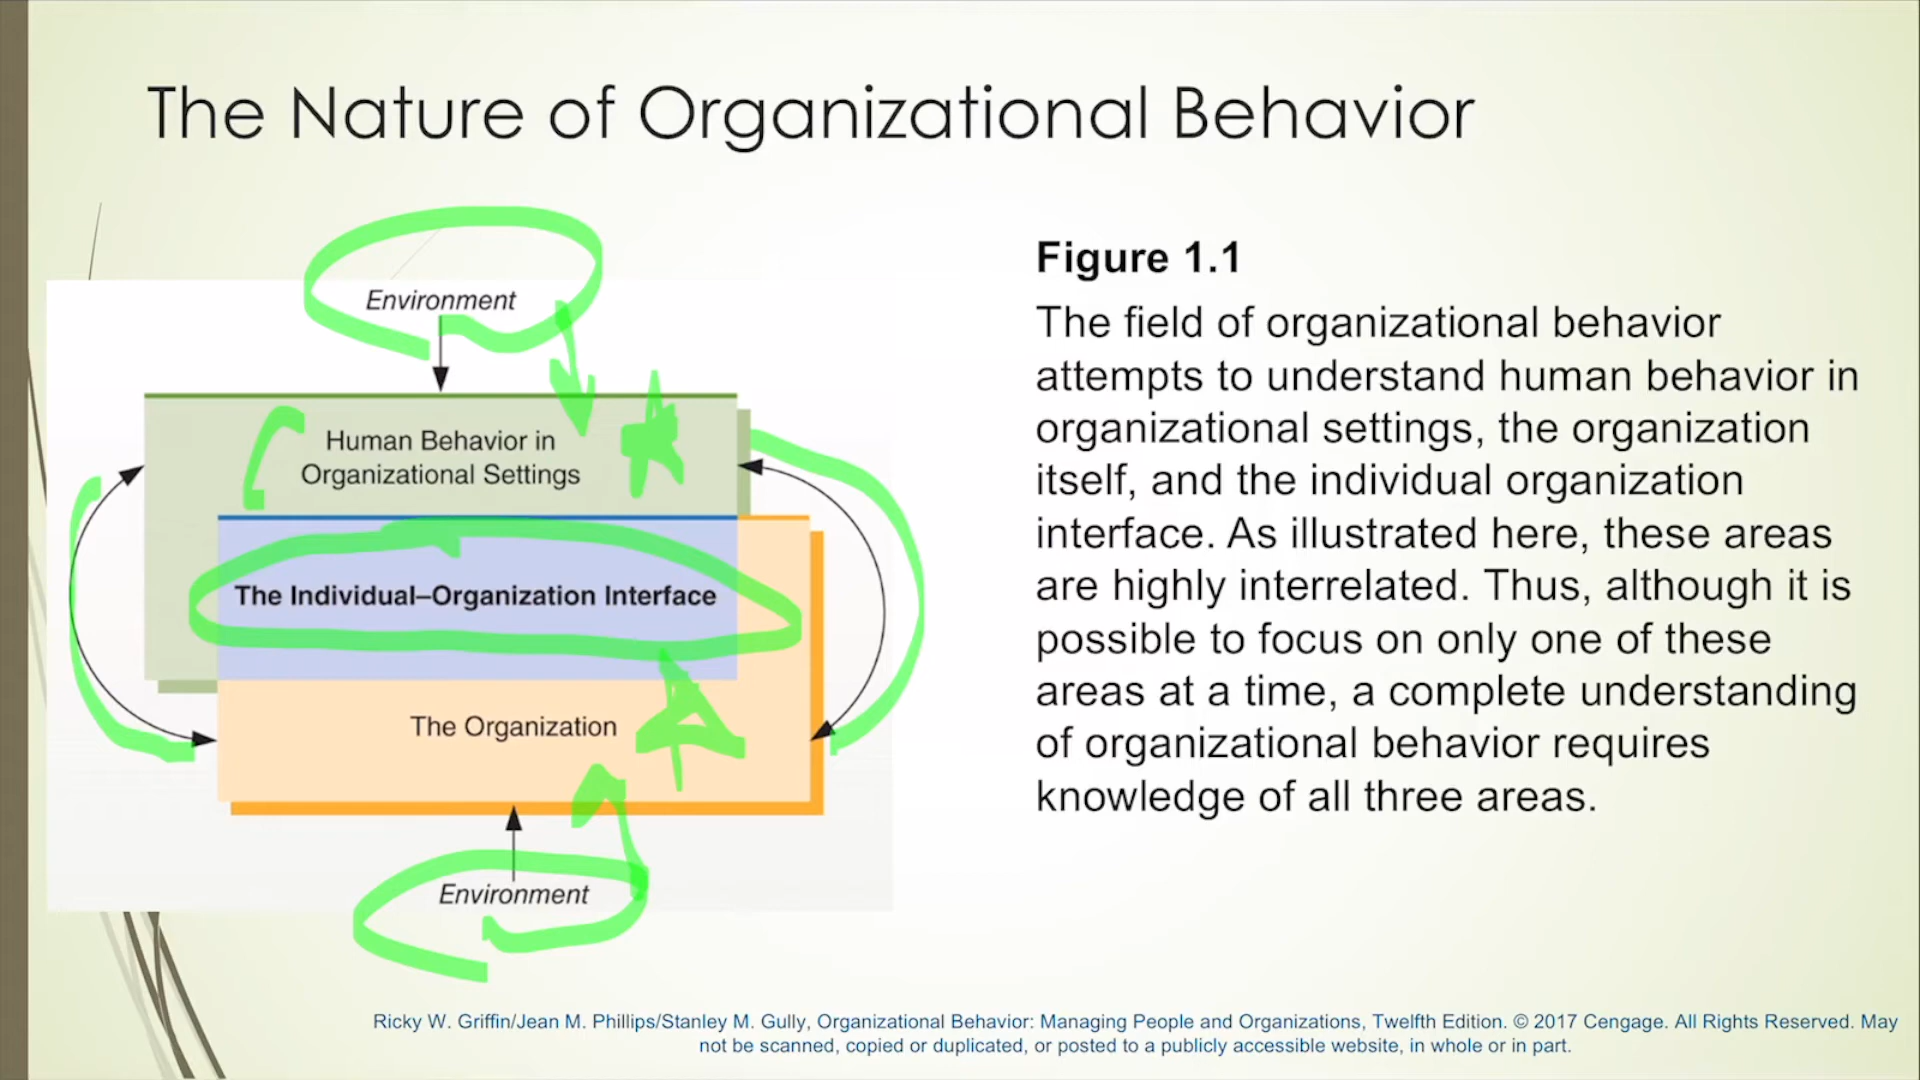 The Nature of Organizational Behavior
Environment
Human Behavior in
Organizational Settings
The Individual–Organization Interface
The Organization
Environment
Figure 1.1
The field of organizational behavior
attempts to understand human behavior in
organizational settings, the organization
itself, and the individual organization
interface. As illustrated here, these areas
are highly interrelated. Thus, although it is
possible to focus on only one of these
areas at a time, a complete understanding
of organizational behavior requires
knowledge of all three areas.
Ricky W. Griffin/Jean M. Phillips/Stanley M. Gully, Organizational Behavior: Managing People and Organizations, Twelfth Edition. © 2017 Cengage. All Rights Reserved. May
not be scanned, copied or duplicated, or posted to a publicly accessible website, in whole or in part.